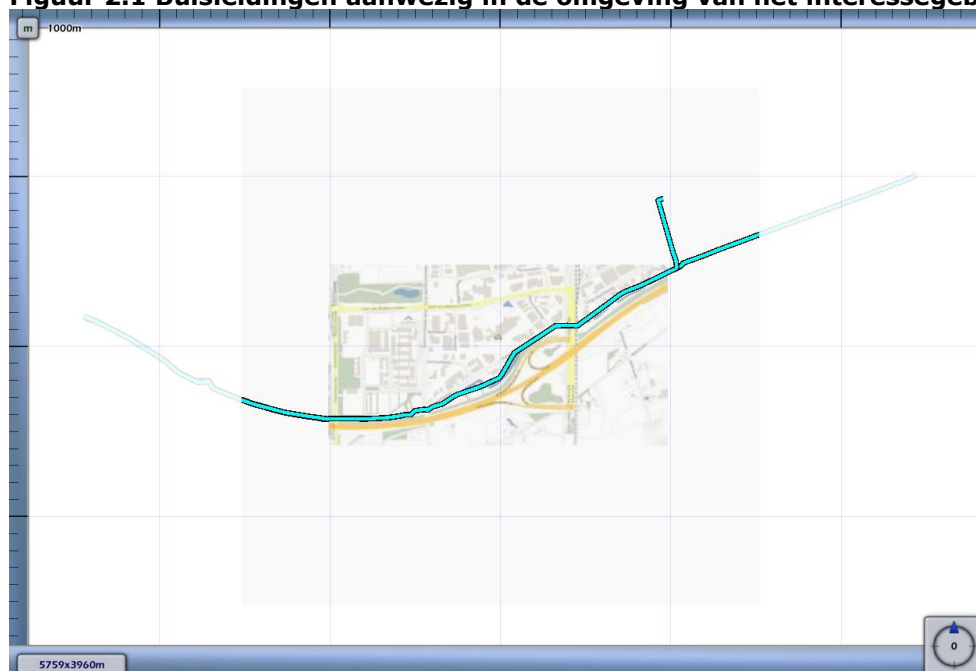 Figuur 2.1 Buisleidingen aanwezig in de omgeving van het interessegeb
m
1000m
5759x3960m
0